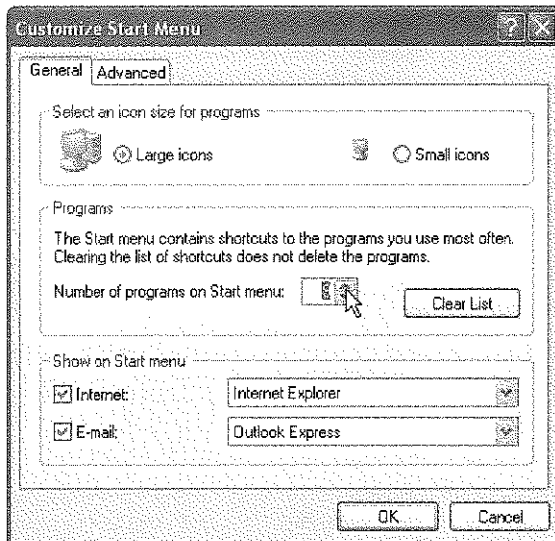 Customize Start Menu
General Advanced
Select an icon size for programs
Large icons Small icons
Programs
The Start menu contains shortcuts to the programs you use most often.
Clearing the list of shortcuts does not delete the programs.
Number of programs on Start menu: Clear List
Show on Start menu
Internet: Internet Explorer
E-mail: Outlook Express
OK Cancel